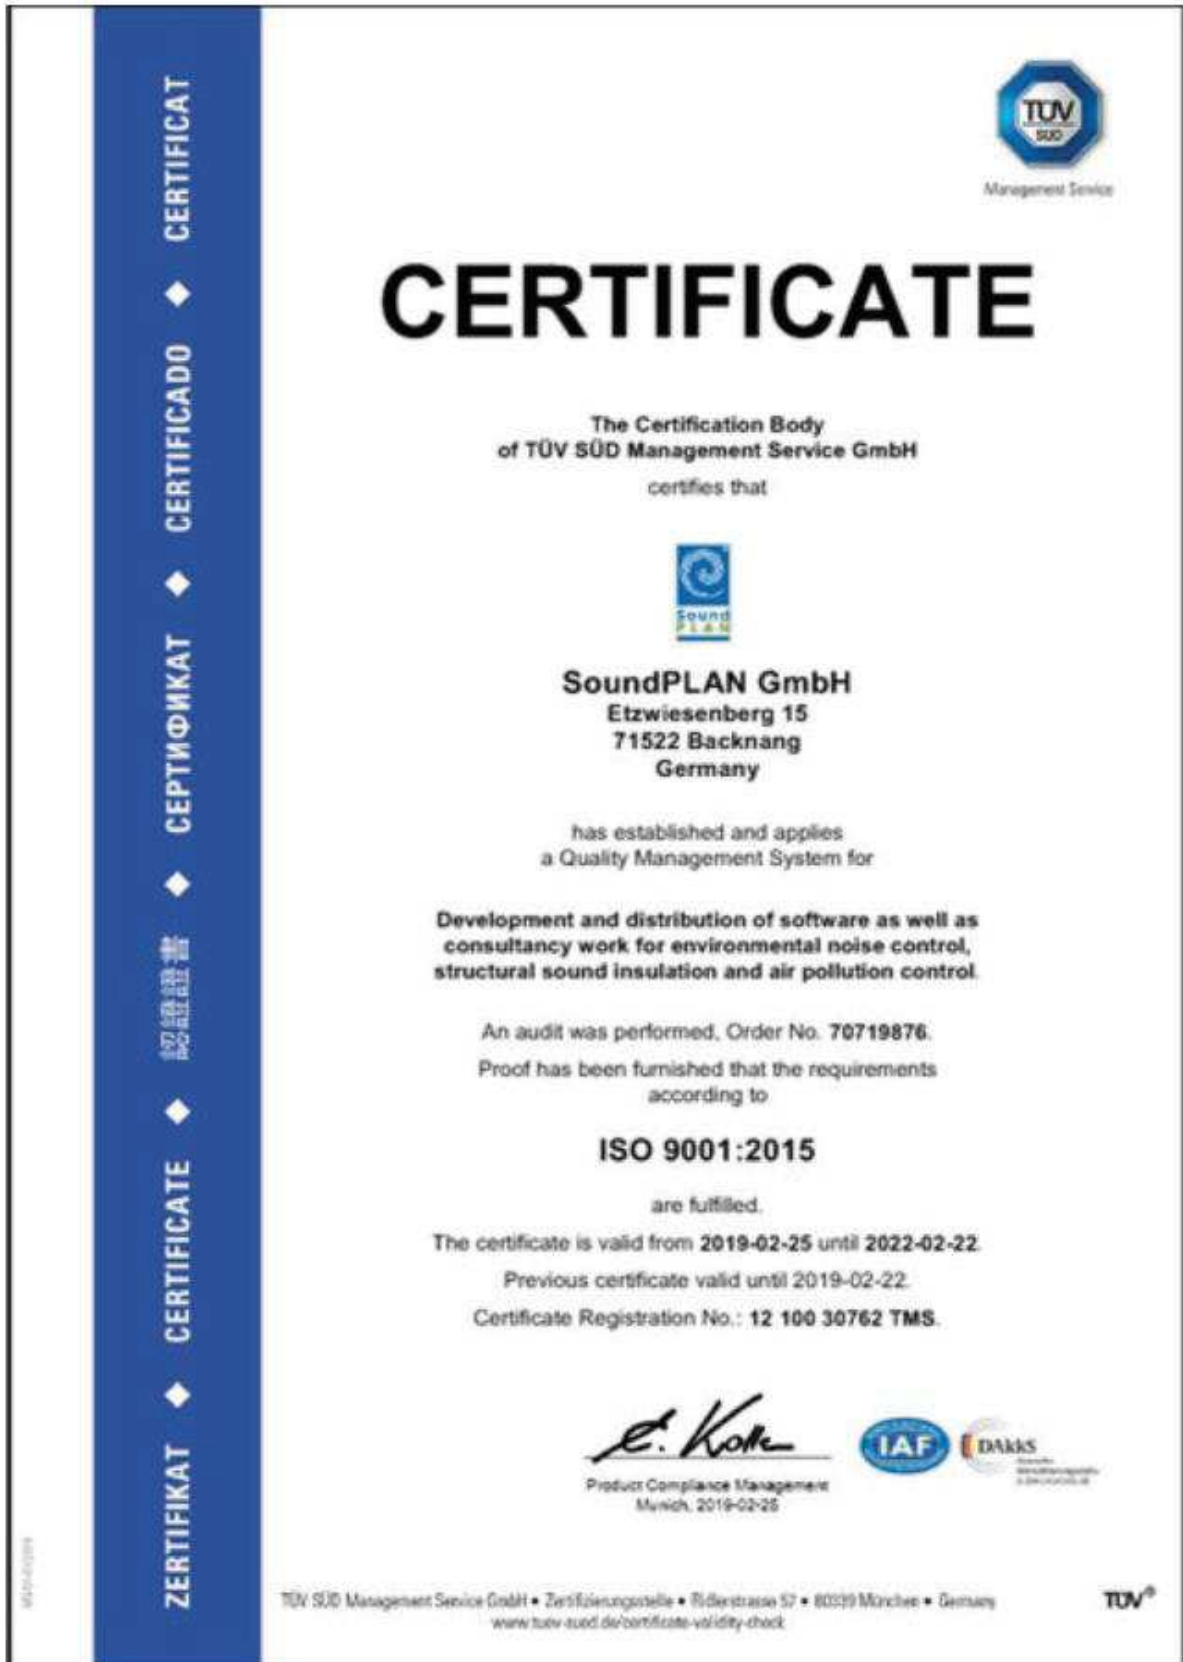 TÜV
SÜD
Management Service
CERTIFICATE
The Certification Body
of TÜV SÜD Management Service GmbH
certifies that
Sound
PLAN
SoundPLAN GmbH
Etzwiesenberg 15
71522 Backnang
Germany
has established and applies
a Quality Management System for
Development and distribution of software as well as
consultancy work for environmental noise control,
structural sound insulation and air pollution control.
An audit was performed, Order No. 70719876.
Proof has been furnished that the requirements
according to
ISO 9001:2015
are fulfilled.
The certificate is valid from 2019-02-25 until 2022-02-22.
Previous certificate valid until 2019-02-22.
Certificate Registration No.: 12 100 30762 TMS.
E. Kolle
Product Compliance Management
Munich, 2019-02-25
IAF
DAkkS
TÜV SÜD Management Service GmbH • Zertifizierungsstelle • Ridlerstrasse 57 • 80339 München • Germany
www.tuev-sued.de/certificate-validity-check
TÜV®
ZERTIFIKAT ◆ CERTIFICATE ◆ 認證證書 ◆ СЕРТИФИКАТ ◆ CERTIFICADO ◆ CERTIFICAT